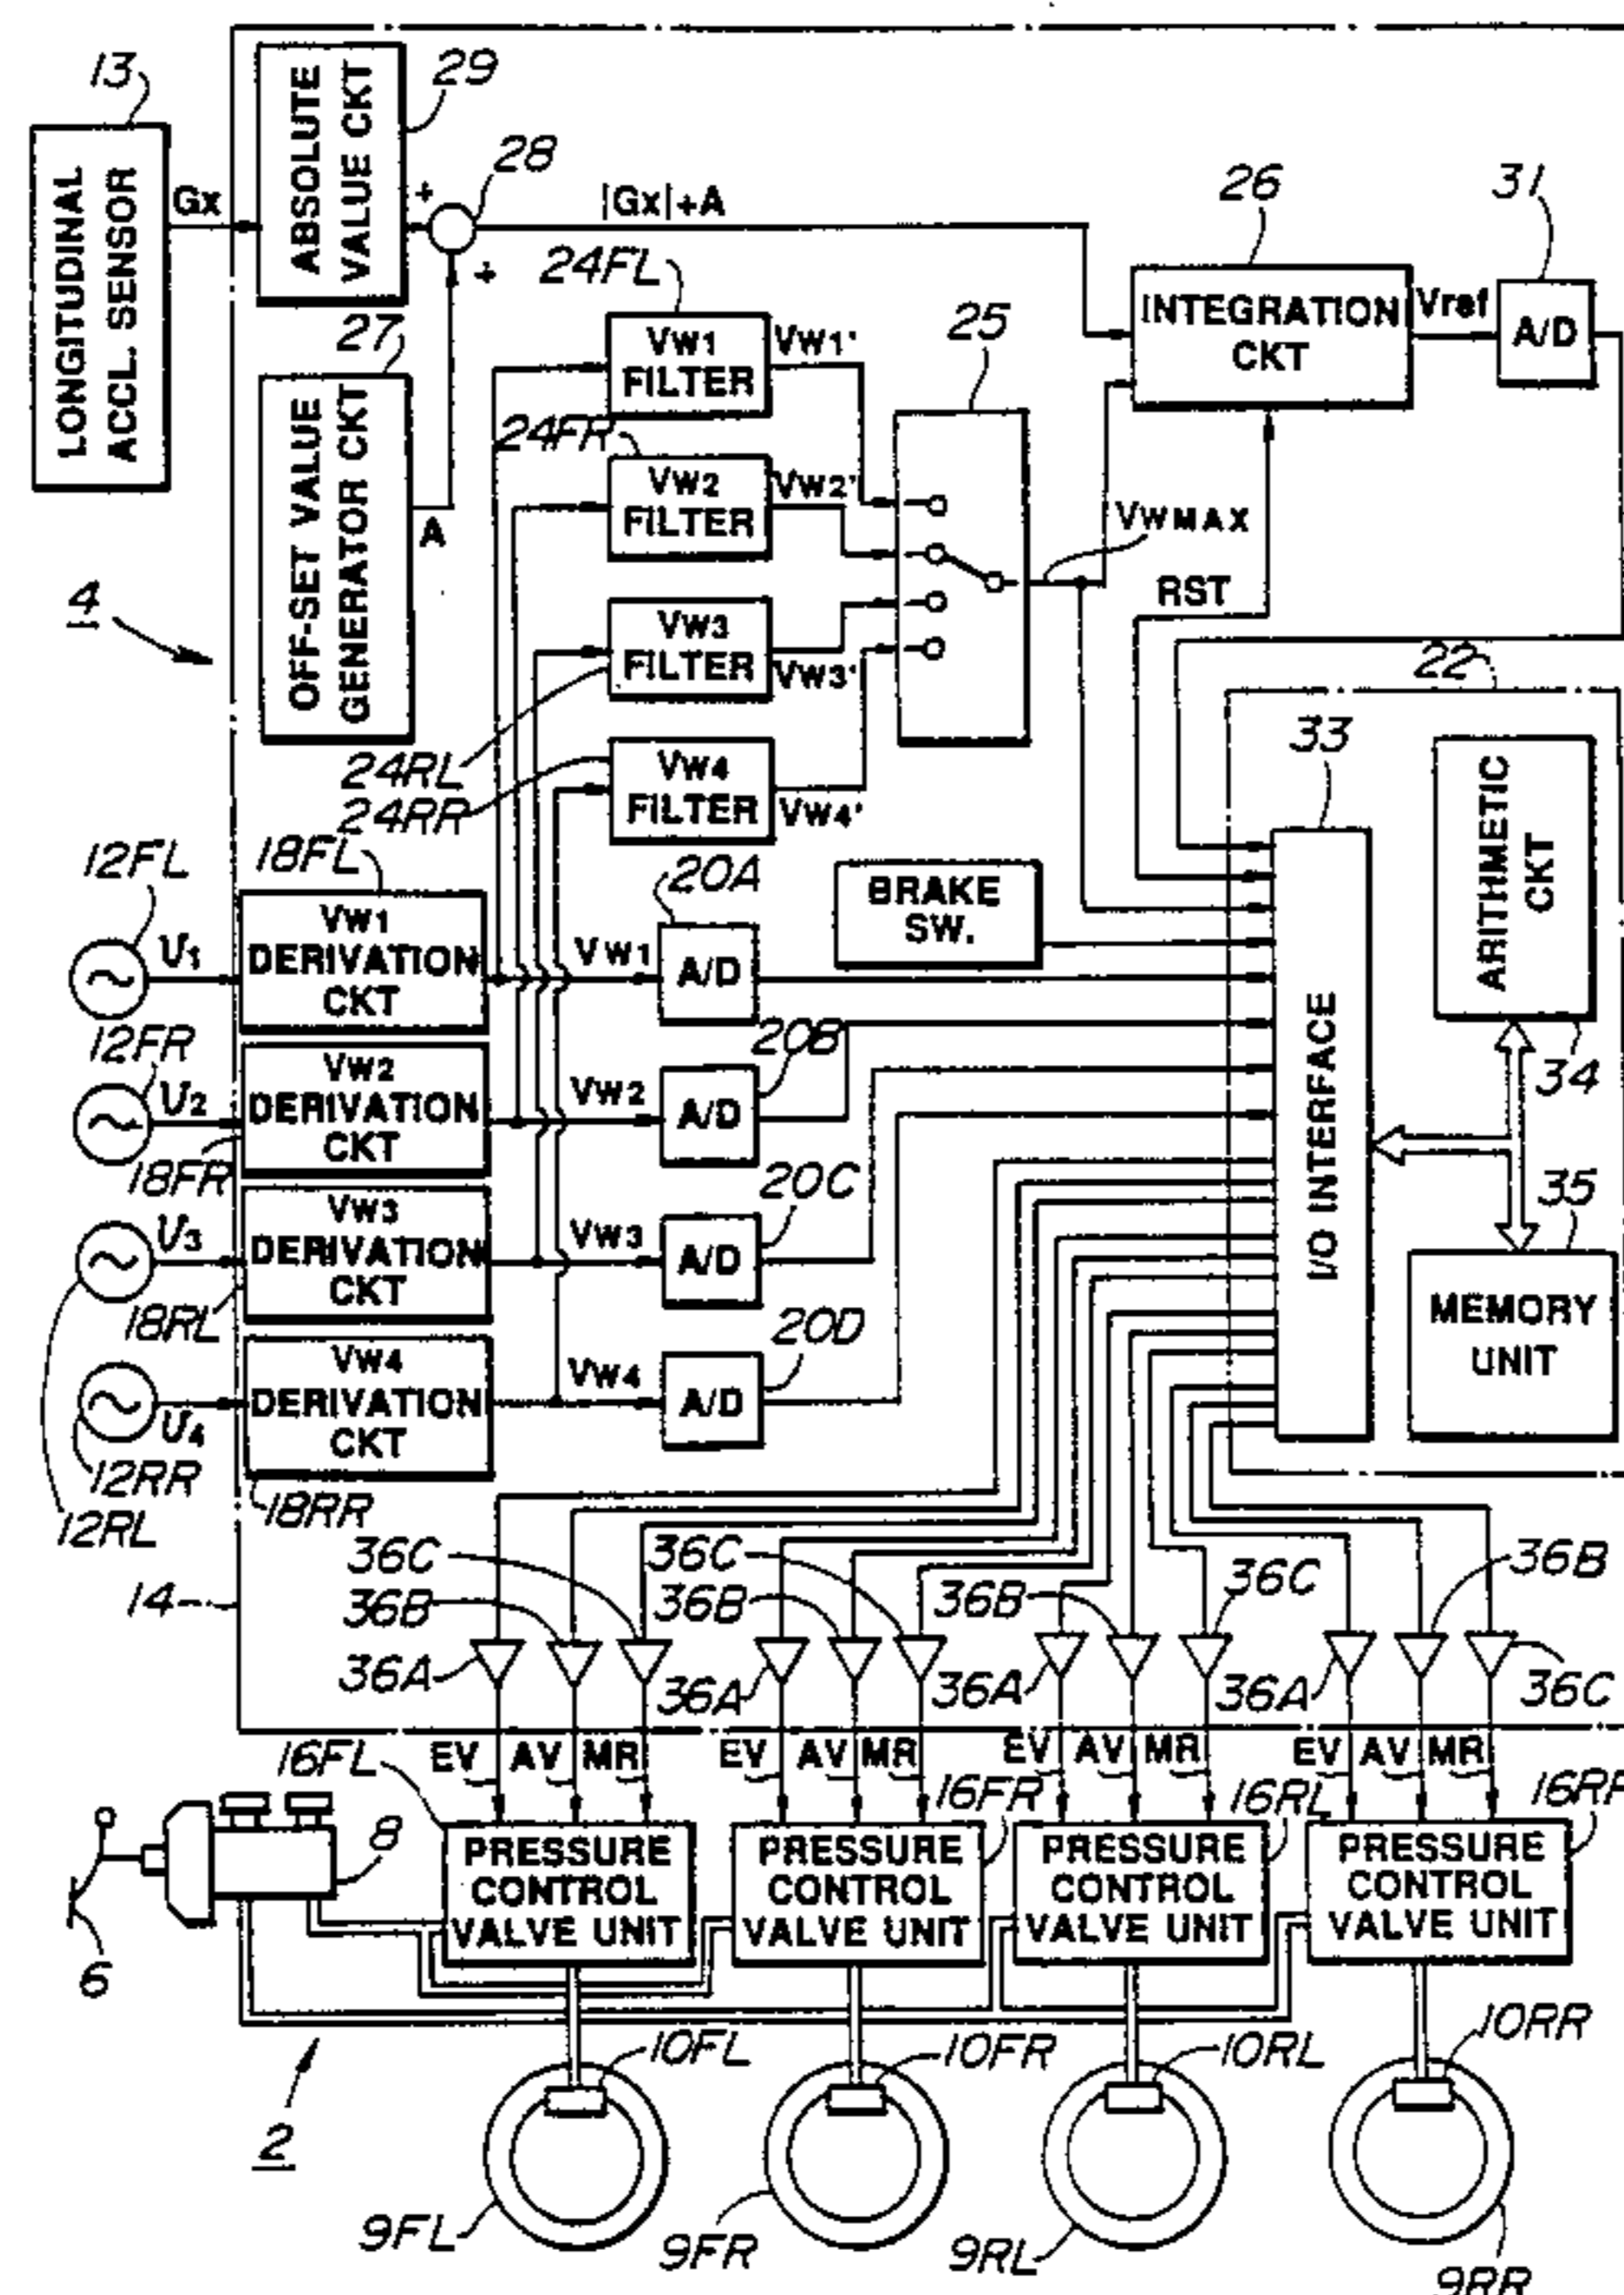 13
29
28
LONGITUDINAL
ACCL. SENSOR
Gx
ABSOLUTE
VALUE CKT
+
+
|Gx|+A
26
31
27
OFF-SET VALUE
GENERATOR CKT
A
24FL
VW1
FILTER
VW1'
25
INTEGRATION
CKT
Vref
A/D
24FR
VW2
FILTER
VW2'
VWMAX
RST
4
VW3
FILTER
VW3'
22
24RL
24RR
VW4
FILTER
VW4'
33
ARITHMETIC
CKT
34
12FL
18FL
20A
BRAKE
SW.
U1
VW1
DERIVATION
CKT
VW1
A/D
I/O INTERFACE
12FR
20B
U2
VW2
DERIVATION
CKT
VW2
A/D
18FR
20C
35
U3
VW3
DERIVATION
CKT
VW3
A/D
18RL
20D
MEMORY
UNIT
U4
VW4
DERIVATION
CKT
VW4
A/D
12RR
18RR
12RL
14
36C
36C
36B
36B
36B
36C
36B
36A
36A
36A
36A
36C
EV
AV
MR
EV
AV
MR
EV
AV
MR
EV
AV
MR
16FL
16FR
16RL
8
6
PRESSURE
CONTROL
VALVE UNIT
PRESSURE
CONTROL
VALVE UNIT
PRESSURE
CONTROL
VALVE UNIT
PRESSURE
CONTROL
VALVE UNIT
10FL
10FR
10RL
10RR
2
9FL
9FR
9RL
9RR